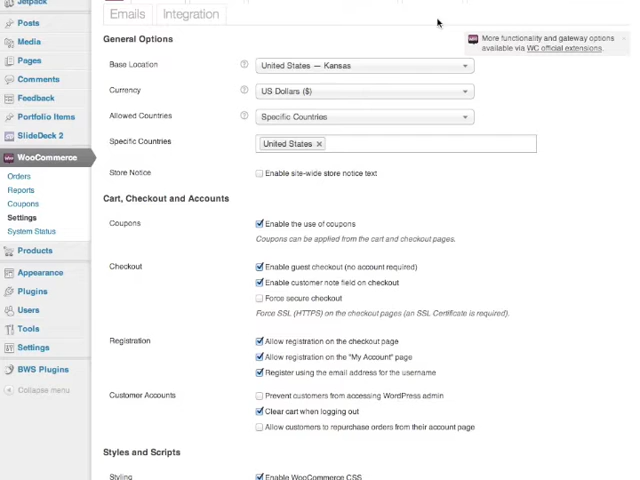 Jetpack
Posts
Media
Pages
Comments
Feedback
Portfolio Items
SlideDeck 2
WooCommerce
Orders
Reports
Coupons
Settings
System Status
Products
Appearance
Plugins
Users
Tools
Settings
BWS Plugins
Collapse menu
Emails
Integration
More functionality and gateway options
available via WC official extensions.
General Options
Base Location
United States — Kansas
Currency
US Dollars ($)
Allowed Countries
Specific Countries
Specific Countries
United States
Store Notice
Enable site-wide store notice text
Cart, Checkout and Accounts
Coupons
Enable the use of coupons
Coupons can be applied from the cart and checkout pages.
Checkout
Enable guest checkout (no account required)
Enable customer note field on checkout
Force secure checkout
Force SSL (HTTPS) on the checkout pages (an SSL Certificate is required).
Registration
Allow registration on the checkout page
Allow registration on the "My Account" page
Register using the email address for the username
Customer Accounts
Prevent customers from accessing WordPress admin
Clear cart when logging out
Allow customers to repurchase orders from their account page
Styles and Scripts
Styling
Enable WooCommerce CSS